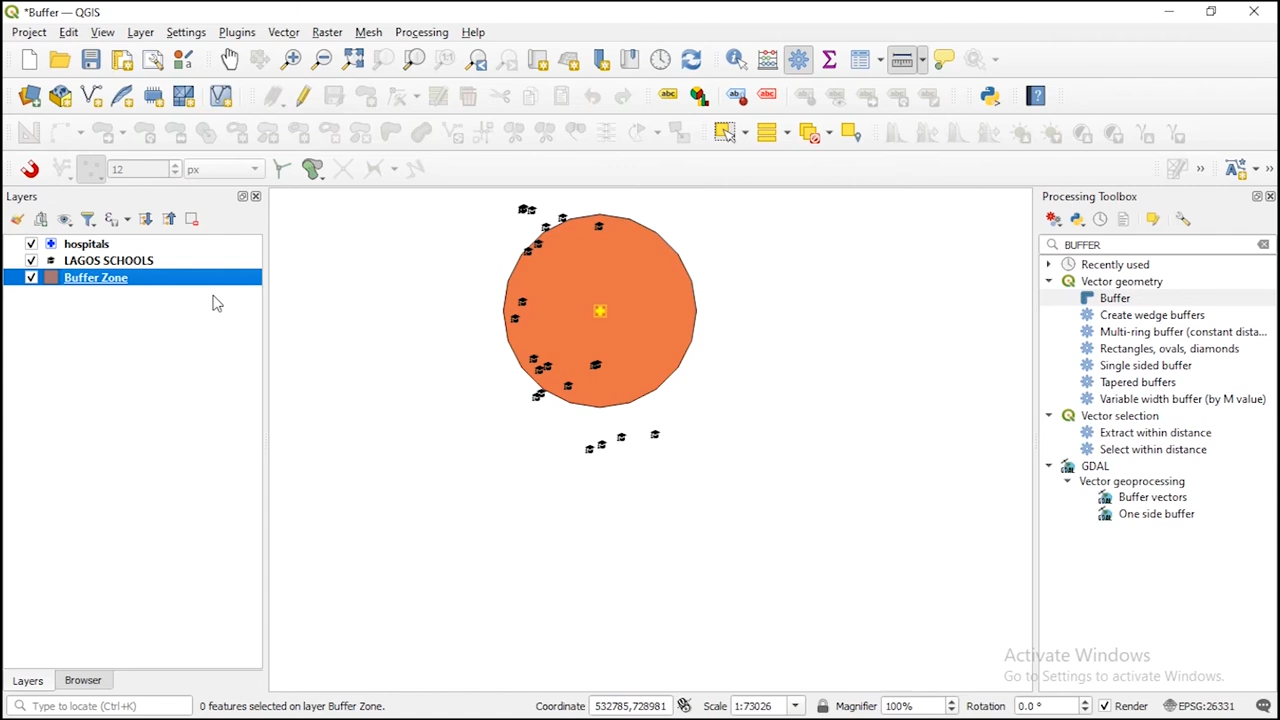 *Buffer — QGIS
Project Edit View Layer Settings Plugins Vector Raster Mesh Processing Help
12 px
Layers
Processing Toolbox
hospitals
LAGOS SCHOOLS
Buffer Zone
BUFFER
Recently used
Vector geometry
Buffer
Create wedge buffers
Multi-ring buffer (constant dista...
Rectangles, ovals, diamonds
Single sided buffer
Tapered buffers
Variable width buffer (by M value)
Vector selection
Extract within distance
Select within distance
GDAL
Vector geoprocessing
Buffer vectors
One side buffer
Activate Windows
Go to Settings to activate Windows.
Layers Browser
Type to locate (Ctrl+K) 0 features selected on layer Buffer Zone. Coordinate 532785,728981 Scale 1:73026 Magnifier 100% Rotation 0.0 ° Render EPSG:26331